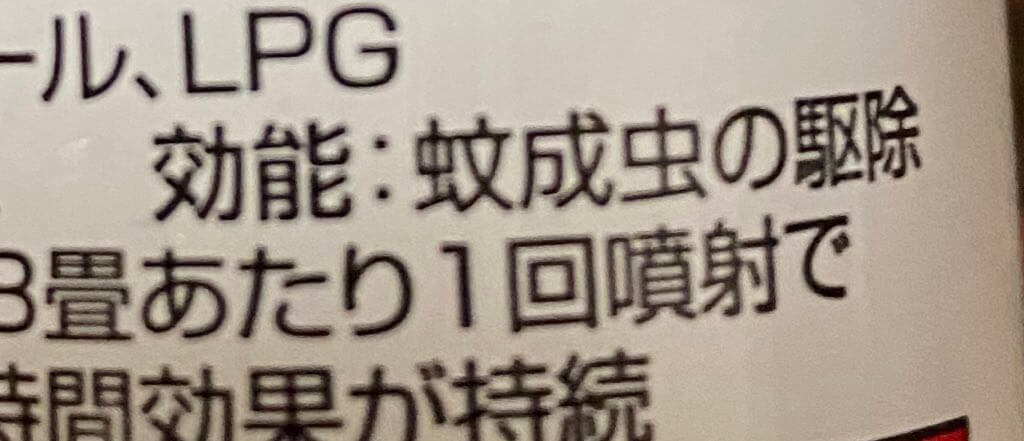 ール、LPG
効能：蚊成虫の駆除
8畳あたり1回噴射で
時間効果が持続